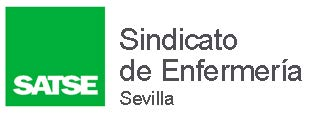 SATSE
Sindicato
de Enfermería
Sevilla